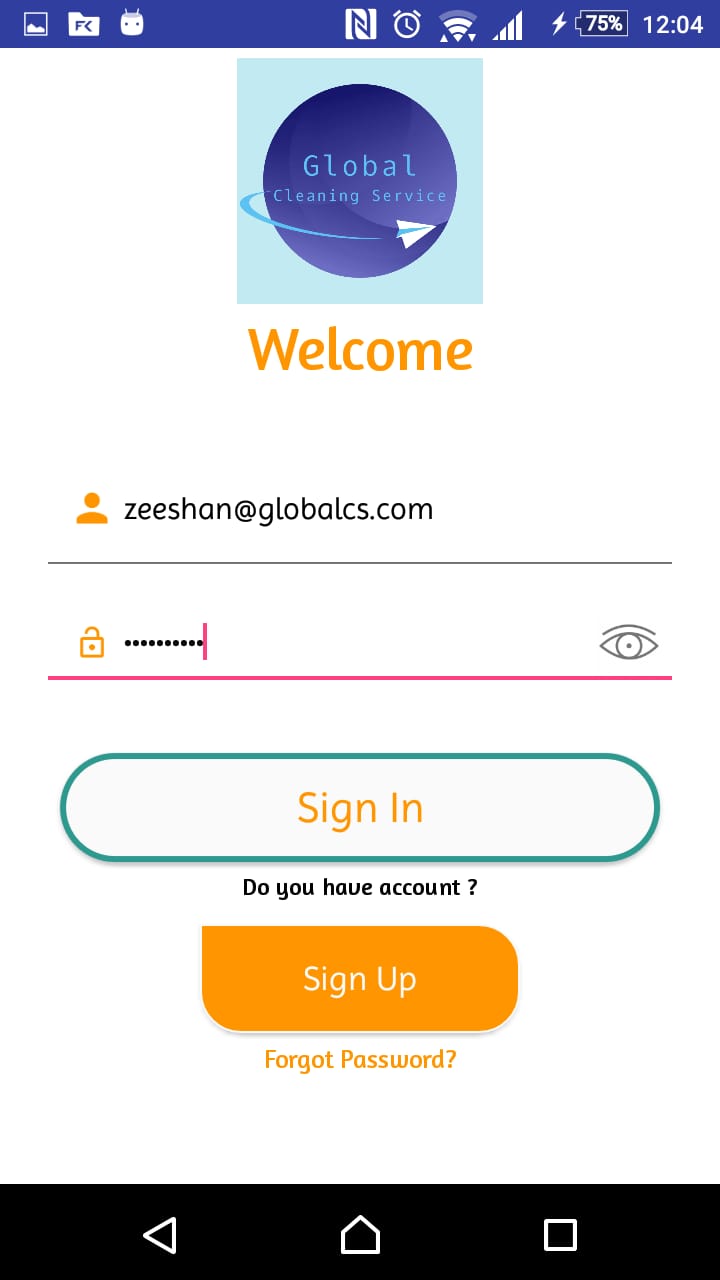 FK
75% 12:04
Global
Cleaning Service
Welcome
zeeshan@globalcs.com
••••••••••
Sign In
Do you have account ?
Sign Up
Forgot Password?